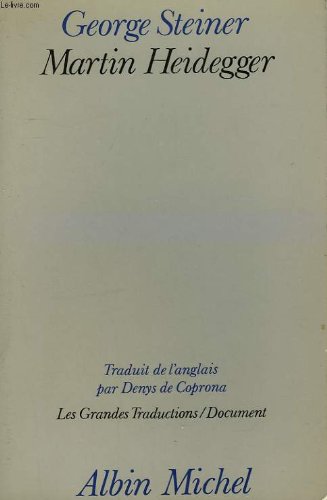 Le-Livre.com
George Steiner
Martin Heidegger
Traduit de l'anglais
par Denys de Coprona
Les Grandes Traductions/Document
Albin Michel